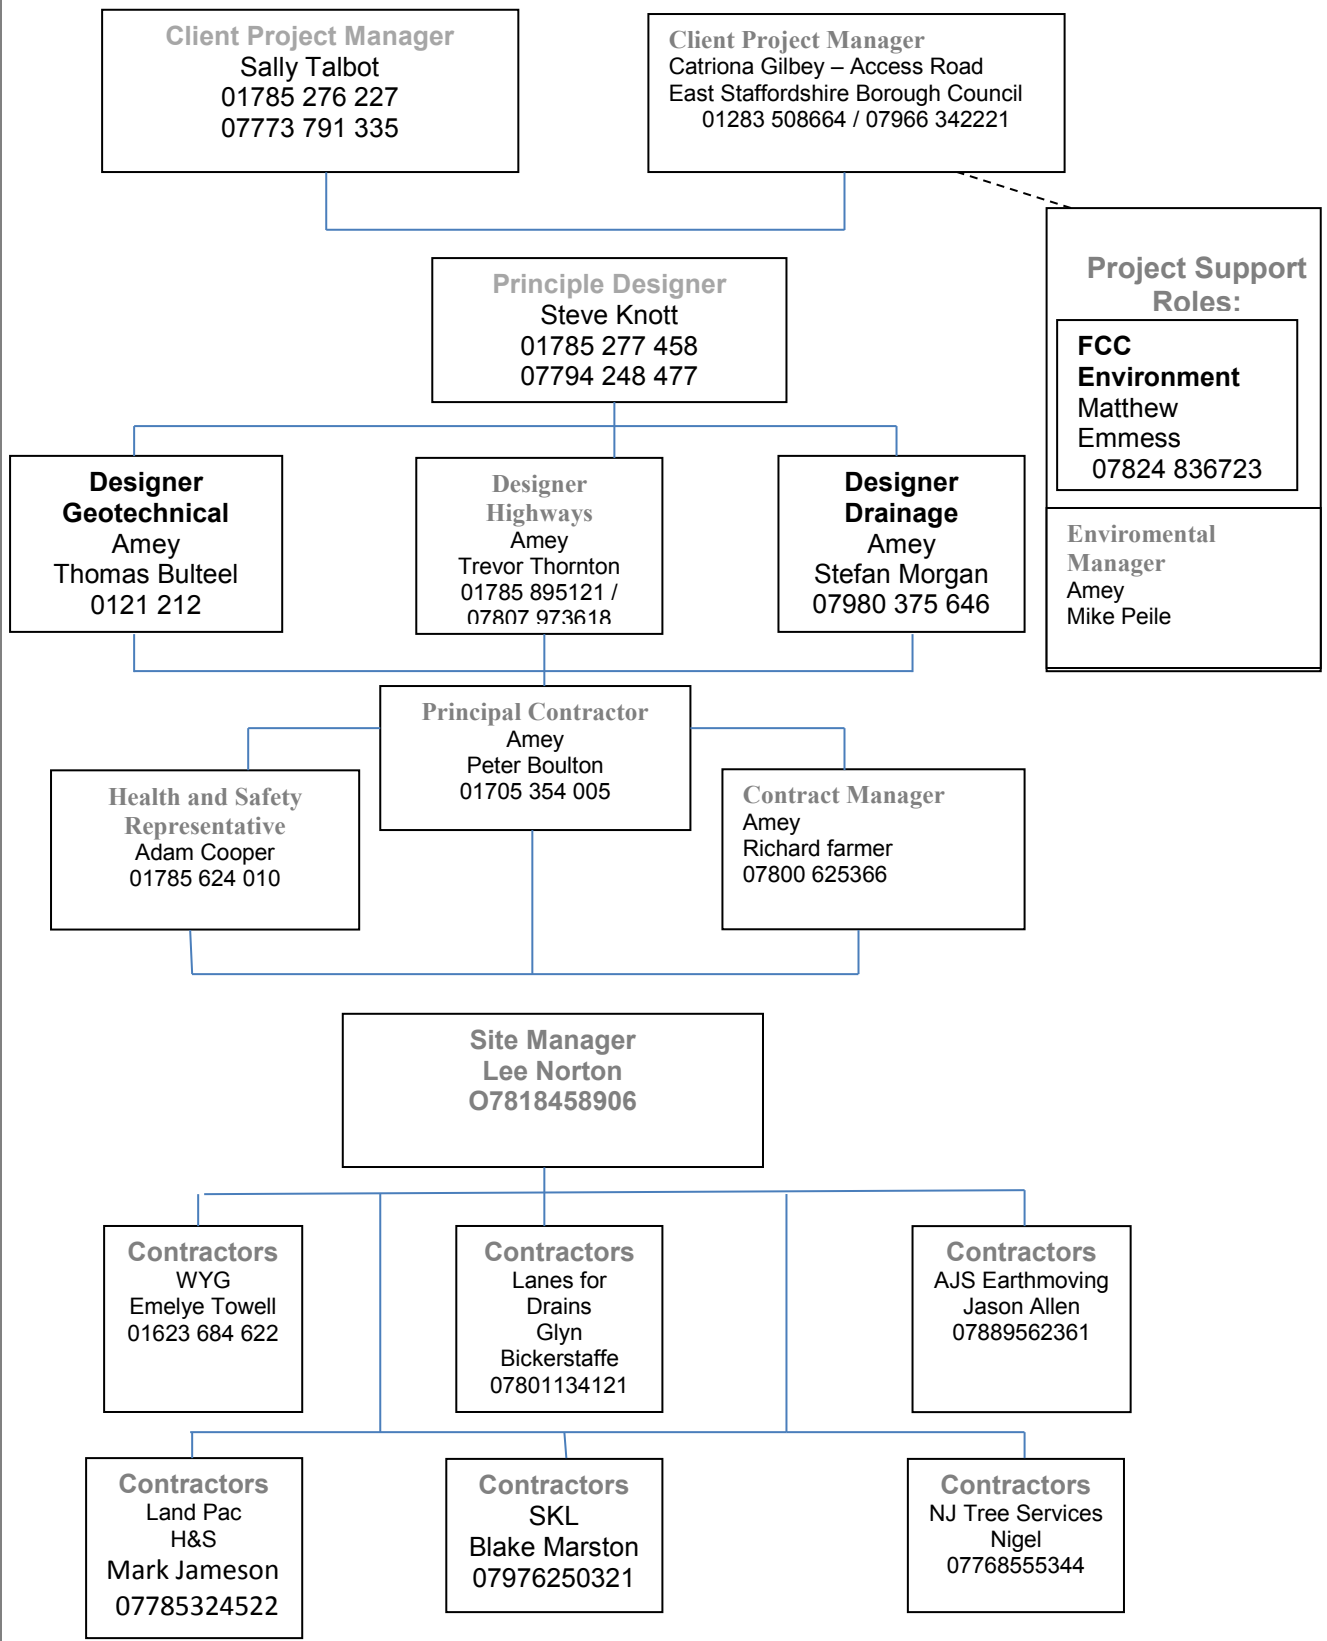 Client Project Manager
Sally Talbot
01785 276 227
07773 791 335
Client Project Manager
Catriona Gilbey – Access Road
East Staffordshire Borough Council
01283 508664 / 07966 342221
Principle Designer
Steve Knott
01785 277 458
07794 248 477
Project Support
Roles:
FCC
Environment
Matthew
Emmess
07824 836723
Enviromental
Manager
Amey
Mike Peile
Designer
Geotechnical
Amey
Thomas Bulteel
0121 212
Designer
Highways
Amey
Trevor Thornton
01785 895121 /
07807 973618
Designer
Drainage
Amey
Stefan Morgan
07980 375 646
Principal Contractor
Amey
Peter Boulton
01705 354 005
Health and Safety
Representative
Adam Cooper
01785 624 010
Contract Manager
Amey
Richard farmer
07800 625366
Site Manager
Lee Norton
O7818458906
Contractors
WYG
Emelye Towell
01623 684 622
Contractors
Lanes for
Drains
Glyn
Bickerstaffe
07801134121
Contractors
AJS Earthmoving
Jason Allen
07889562361
Contractors
Land Pac
H&S
Mark Jameson
07785324522
Contractors
SKL
Blake Marston
07976250321
Contractors
NJ Tree Services
Nigel
07768555344